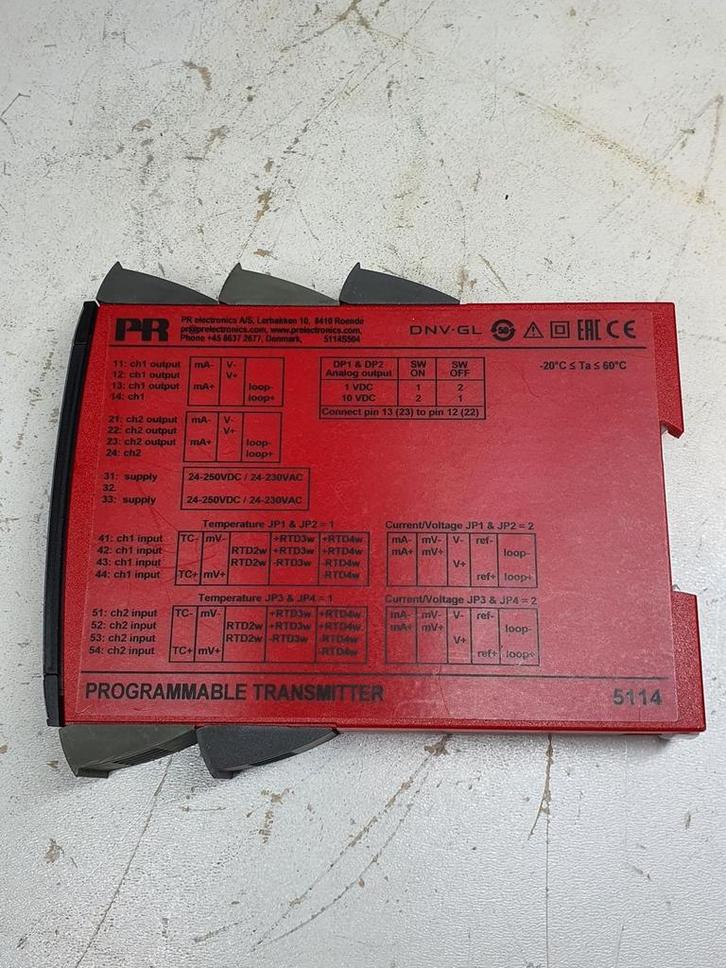 PR
PR electronics A/S, Lerbakken 10, 8410 Roende
pr@prelectronics.com, www.prelectronics.com,
Phone +45 8637 2677, Denmark, 5114S504
DNV·GL 50 EAC CE
11: ch1 output mA- V-
12: ch1 output V+
13: ch1 output mA+ loop-
14: ch1 loop+
DP1 & DP2 Analog output SW ON SW OFF
1 VDC 1 2
10 VDC 2 1
Connect pin 13 (23) to pin 12 (22)
-20°C ≤ Ta ≤ 60°C
21: ch2 output mA- V-
22: ch2 output V+
23: ch2 output mA+ loop-
24: ch2 loop+
31: supply 24-250VDC / 24-230VAC
32.
33: supply 24-250VDC / 24-230VAC
Temperature JP1 & JP2 = 1
41: ch1 input TC- mV- +RTD3w +RTD4w
42: ch1 input RTD2w +RTD3w +RTD4w
43: ch1 input RTD2w -RTD3w -RTD4w
44: ch1 input TC+ mV+ -RTD4w
Current/Voltage JP1 & JP2 = 2
mA- mV- V- ref-
mA+ mV+ loop-
V+
ref+ loop+
Temperature JP3 & JP4 = 1
51: ch2 input TC- mV- +RTD3w +RTD4w
52: ch2 input RTD2w +RTD3w +RTD4w
53: ch2 input RTD2w -RTD3w -RTD4w
54: ch2 input TC+ mV+ -RTD4w
Current/Voltage JP3 & JP4 = 2
mA- mV- V- ref-
mA+ mV+ loop-
V+
ref+ loop+
PROGRAMMABLE TRANSMITTER 5114